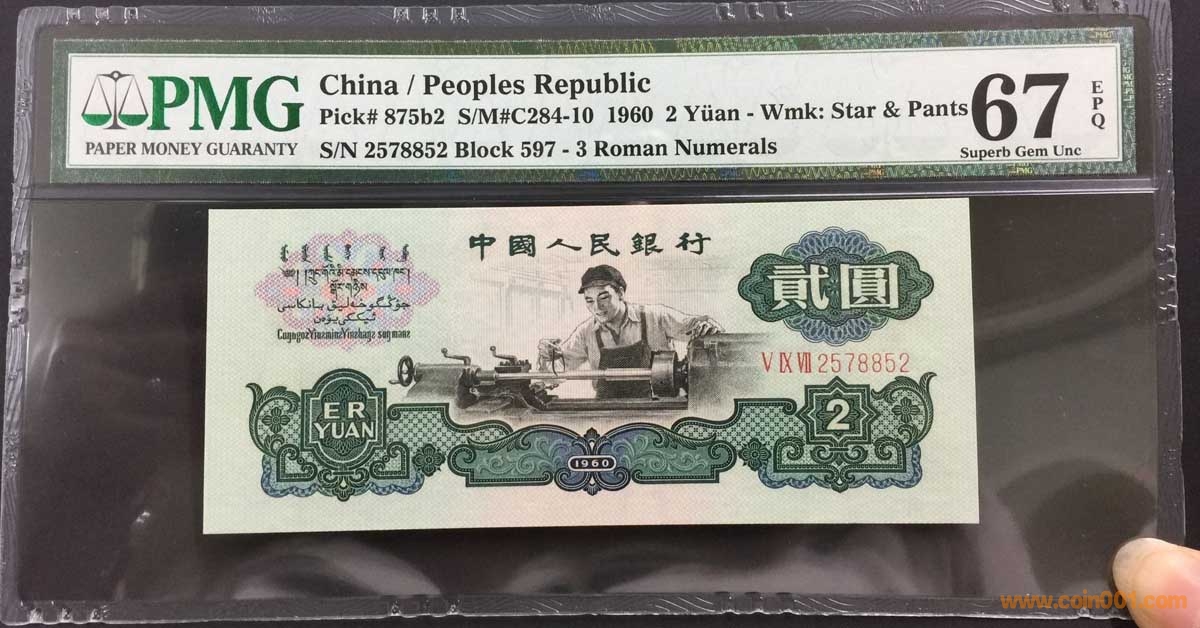 PMG
PAPER MONEY GUARANTY
China / Peoples Republic
Pick# 875b2 S/M#C284-10 1960 2 Yüan - Wmk: Star & Pants
S/N 2578852 Block 597 - 3 Roman Numerals
67
EPQ
Superb Gem Unc
中國人民銀行
貳圓
V IX VII 2578852
ER
YUAN
2
1960
www.coin001.com